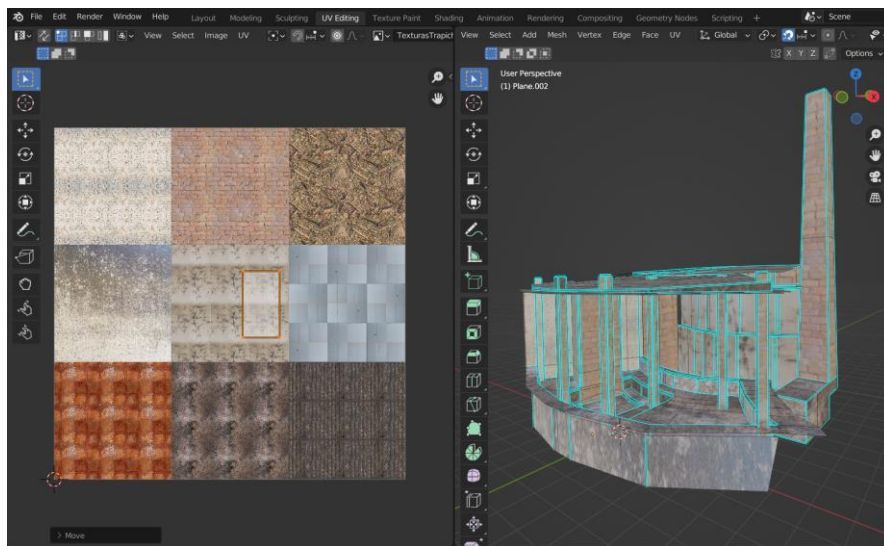 File Edit Render Window Help Layout Modeling Sculpting UV Editing Texture Paint Shading Animation Rendering Compositing Geometry Nodes Scripting + Scene
View Select Image UV TexturasTrapich View Select Add Mesh Vertex Edge Face UV Global
X Y Z Options
User Perspective
(1) Plane.002
Z
X
> Move